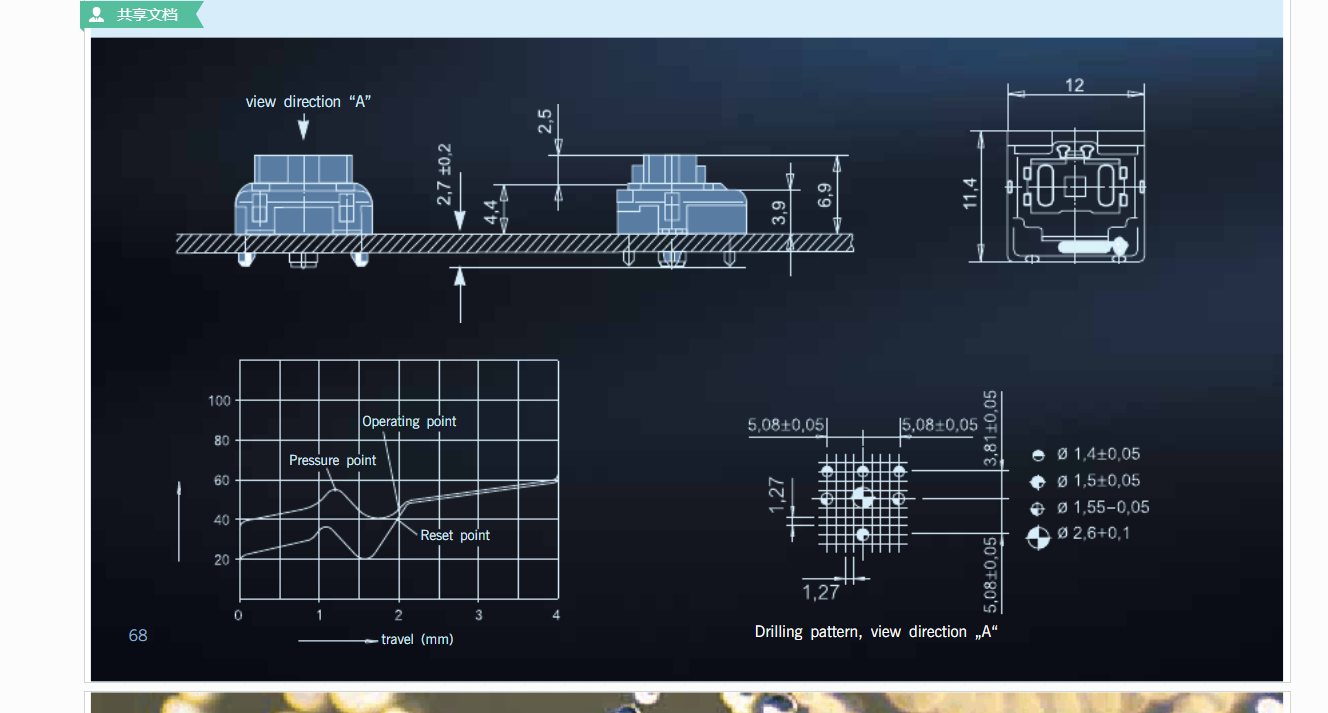 共享文档
view direction “A”
2,5
12
2,7 ±0,2
4,4
3,9
6,9
11,4
100
80
60
40
20
Operating point
Pressure point
Reset point
0 1 2 3 4
travel (mm)
68
5,08±0,05
5,08±0,05
3,81±0,05
1,27
1,27
5,08±0,05
Ø 1,4±0,05
Ø 1,5±0,05
Ø 1,55–0,05
Ø 2,6+0,1
Drilling pattern, view direction „A“